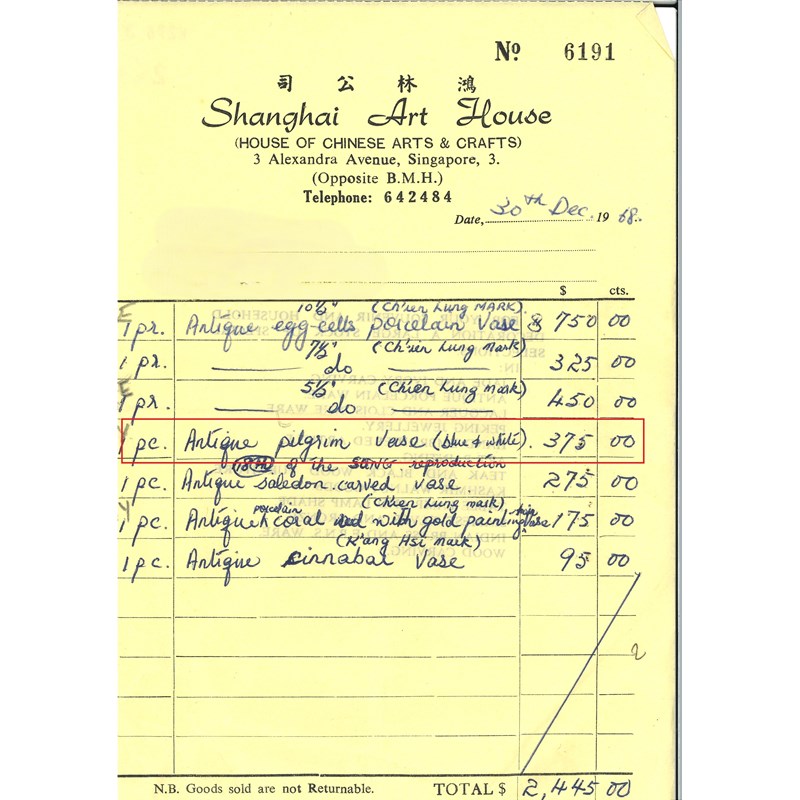 Nº 6191
司 公 林 鴻
Shanghai Art House
(HOUSE OF CHINESE ARTS & CRAFTS)
3 Alexandra Avenue, Singapore, 3.
(Opposite B.M.H.)
Telephone: 642484
Date, 30th Dec. 1968.
$ cts.
10½" (Ch'ien Lung MARK)
1 pr. Antique egg-cells porcelain vase $ 750 00
7½" (Ch'ien Lung mark)
1 pr. do 325 00
5½" (Ch'ien Lung mark)
1 pr. do 450 00
1 pc. Antique pilgrim vase (blue & white). 375 00
of the SUNG reproduction
1 pc. Antique saledon carved vase 275 00
porcelain (Ch'ien Lung mark)
1 pc. Antique coral red with gold painting vase 175 00
(K'ang Hsi mark)
1 pc. Antique cinnabar vase 95 00
N.B. Goods sold are not Returnable. TOTAL $ 2,445 00